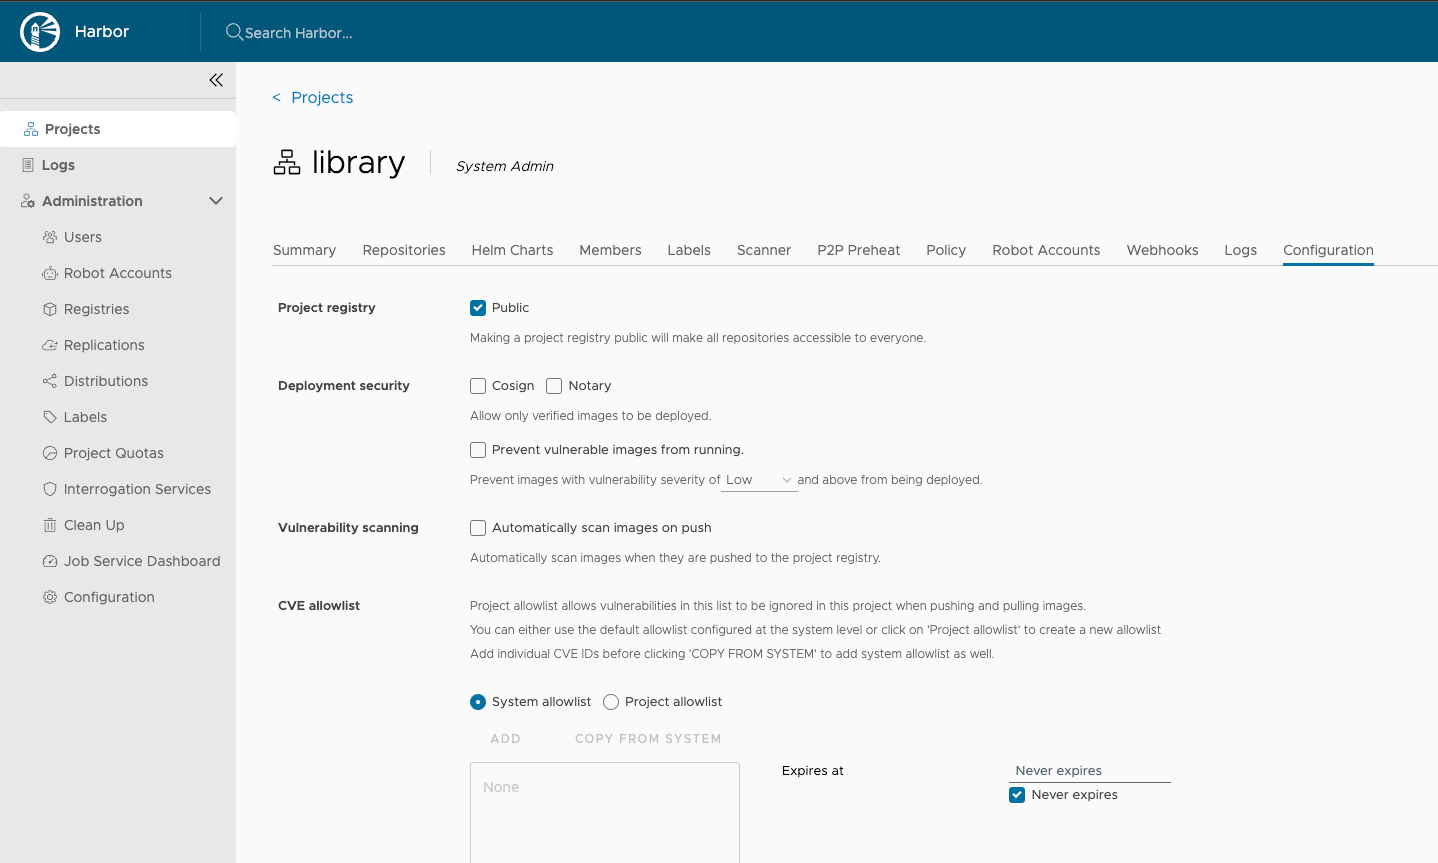 Harbor
Search Harbor...
Projects
Logs
Administration
Users
Robot Accounts
Registries
Replications
Distributions
Labels
Project Quotas
Interrogation Services
Clean Up
Job Service Dashboard
Configuration
< Projects
library
System Admin
Summary Repositories Helm Charts Members Labels Scanner P2P Preheat Policy Robot Accounts Webhooks Logs Configuration
Project registry Public
Making a project registry public will make all repositories accessible to everyone.
Deployment security Cosign Notary
Allow only verified images to be deployed.
Prevent vulnerable images from running.
Prevent images with vulnerability severity of Low and above from being deployed.
Vulnerability scanning Automatically scan images on push
Automatically scan images when they are pushed to the project registry.
CVE allowlist Project allowlist allows vulnerabilities in this list to be ignored in this project when pushing and pulling images.
You can either use the default allowlist configured at the system level or click on 'Project allowlist' to create a new allowlist
Add individual CVE IDs before clicking 'COPY FROM SYSTEM' to add system allowlist as well.
System allowlist Project allowlist
ADD COPY FROM SYSTEM
None
Expires at Never expires
Never expires